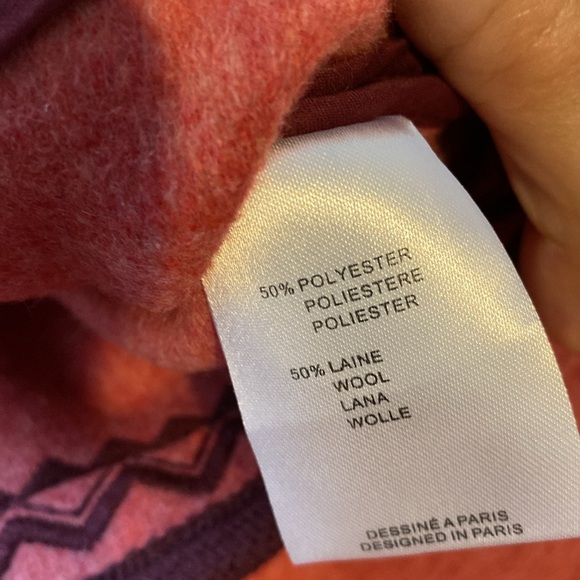 50% POLYESTER
POLIESTERE
POLIESTER
50% LAINE
WOOL
LANA
WOLLE
DESSINÉ A PARIS
DESIGNED IN PARIS